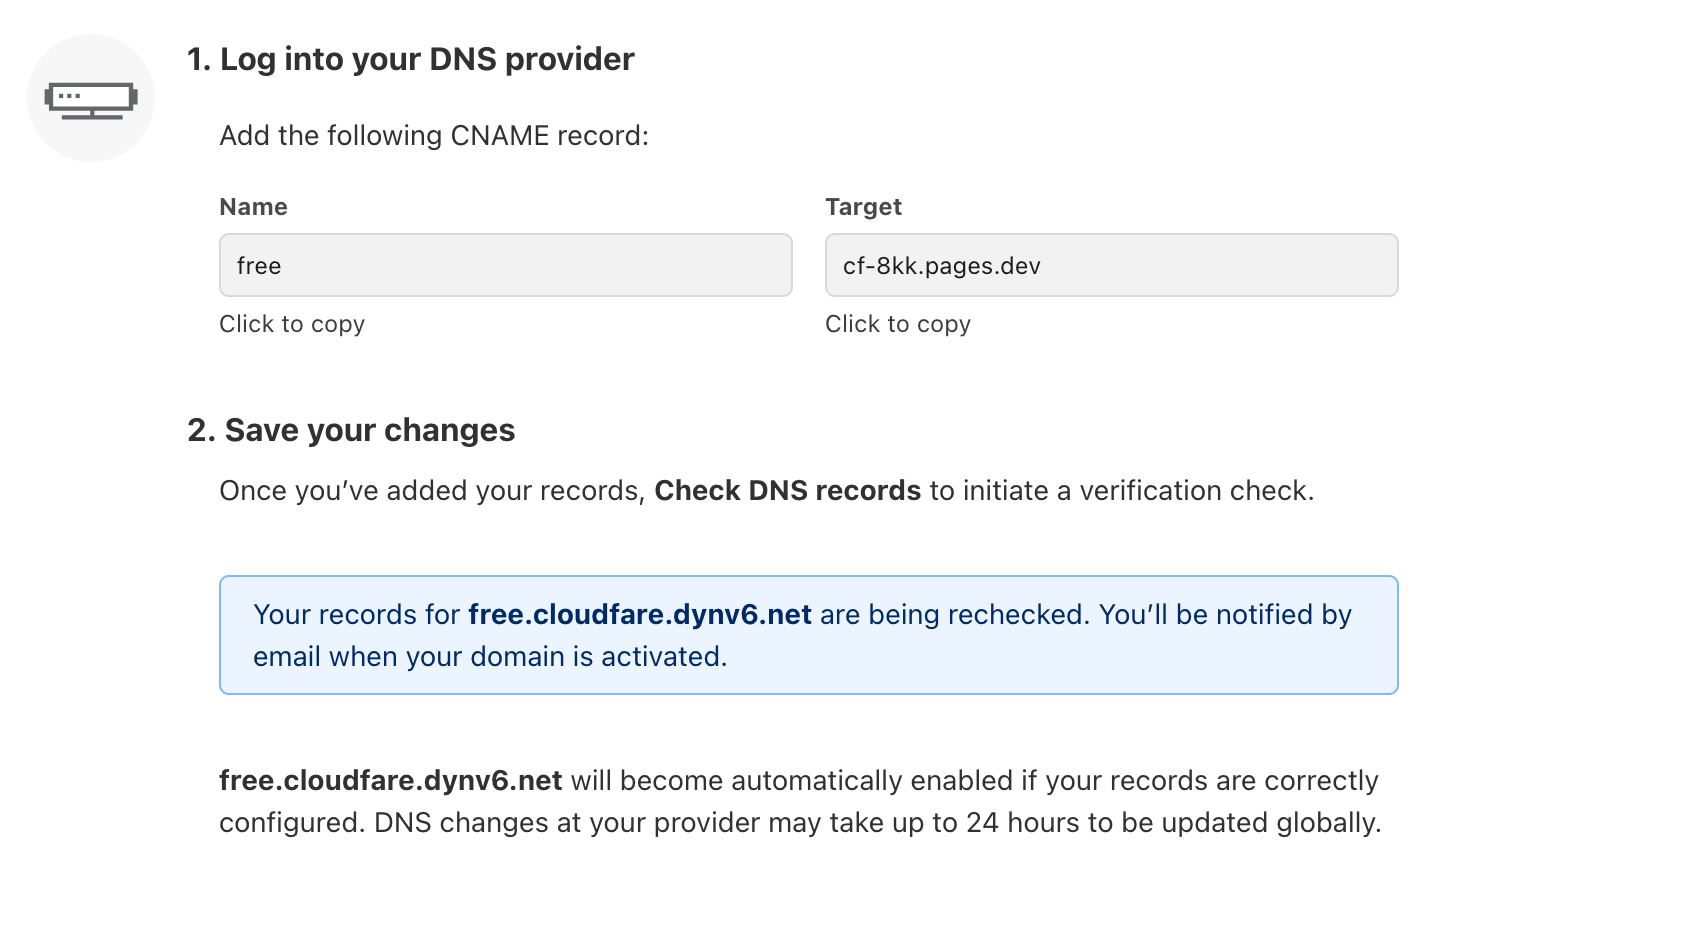 1. Log into your DNS provider
Add the following CNAME record:
Name
Target
free
cf-8kk.pages.dev
Click to copy
Click to copy
2. Save your changes
Once you’ve added your records, Check DNS records to initiate a verification check.
Your records for free.cloudfare.dynv6.net are being rechecked. You’ll be notified by
email when your domain is activated.
free.cloudfare.dynv6.net will become automatically enabled if your records are correctly
configured. DNS changes at your provider may take up to 24 hours to be updated globally.